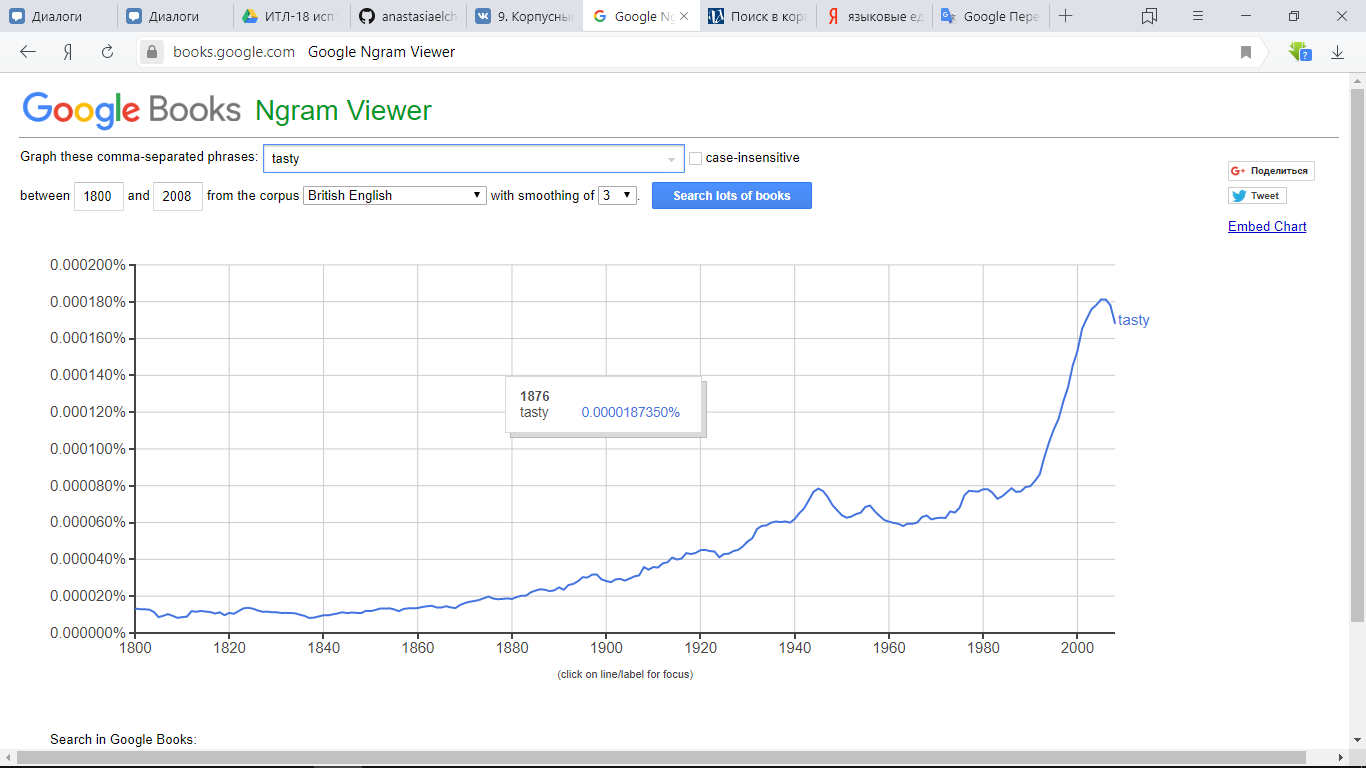 Диалоги
Диалоги
ИТЛ-18 исп
anastasiaelch
9. Корпусны
Google N
Поиск в кор
языковые ед
Google Пере
books.google.com Google Ngram Viewer
Google Books Ngram Viewer
Graph these comma-separated phrases: tasty case-insensitive
between 1800 and 2008 from the corpus British English with smoothing of 3 . Search lots of books
G+ Поделиться
Tweet
Embed Chart
0.000200%
0.000180%
0.000160%
0.000140%
0.000120%
0.000100%
0.000080%
0.000060%
0.000040%
0.000020%
0.000000%
tasty
1876
tasty 0.0000187350%
1800 1820 1840 1860 1880 1900 1920 1940 1960 1980 2000
(click on line/label for focus)
Search in Google Books: